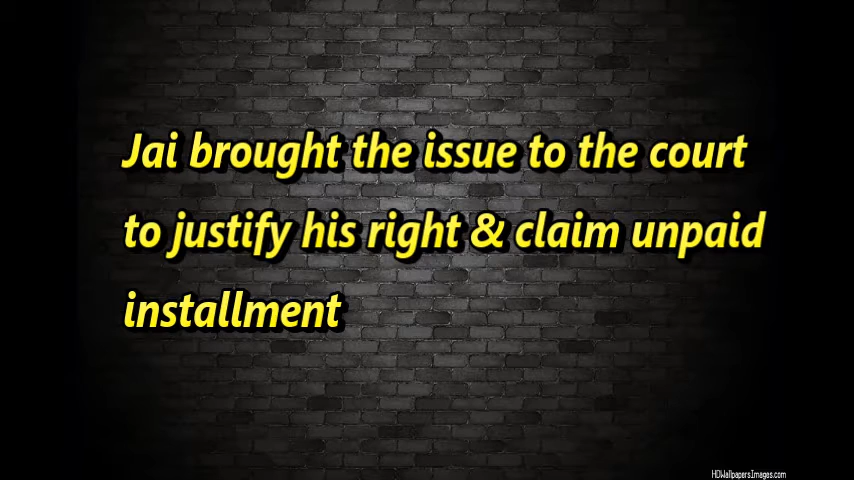 Jai brought the issue to the court
to justify his right & claim unpaid
installment
HDWallpapersImages.com